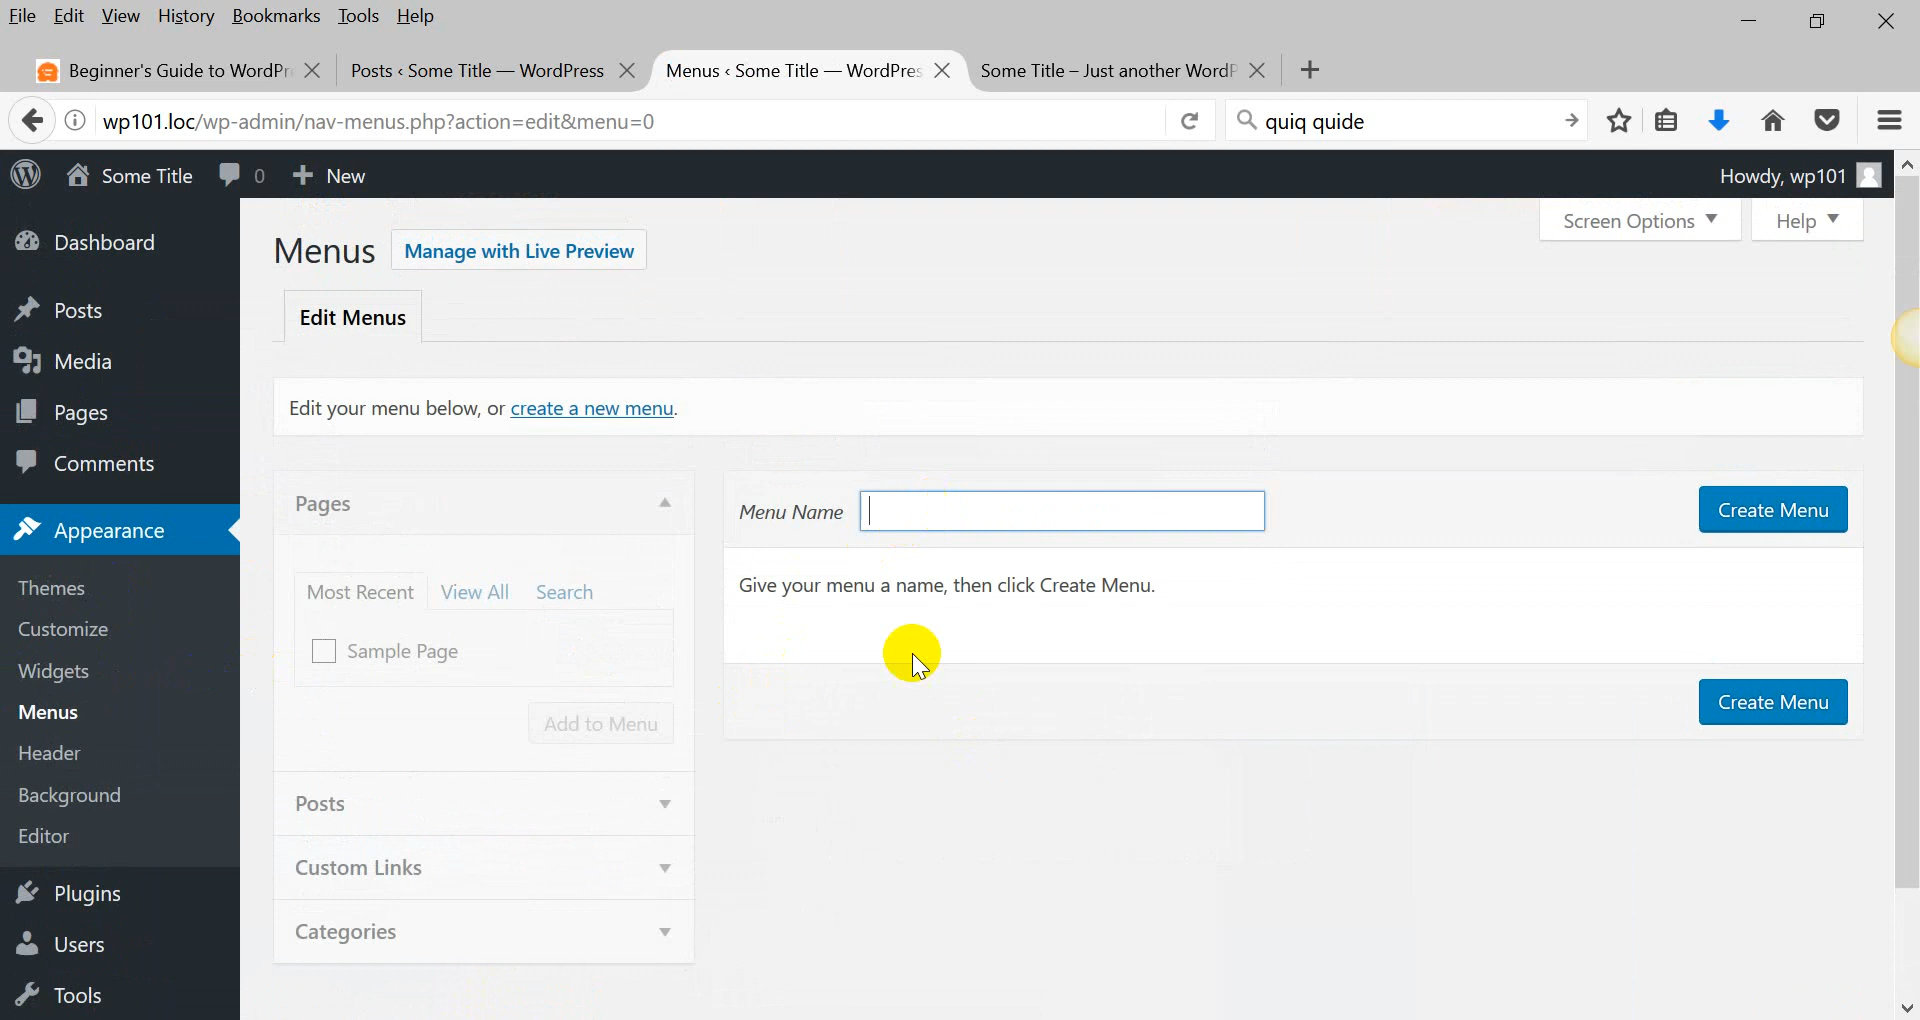 File Edit View History Bookmarks Tools Help
Beginner's Guide to WordPr
Posts ‹ Some Title — WordPress
Menus ‹ Some Title — WordPres
Some Title – Just another WordP
wp101.loc/wp-admin/nav-menus.php?action=edit&menu=0
quiq quide
Some Title 0 New
Howdy, wp101
Screen Options Help
Dashboard
Posts
Media
Pages
Comments
Appearance
Themes
Customize
Widgets
Menus
Header
Background
Editor
Plugins
Users
Tools
Menus Manage with Live Preview
Edit Menus
Edit your menu below, or create a new menu.
Pages
Most Recent View All Search
Sample Page
Add to Menu
Posts
Custom Links
Categories
Menu Name Create Menu
Give your menu a name, then click Create Menu.
Create Menu